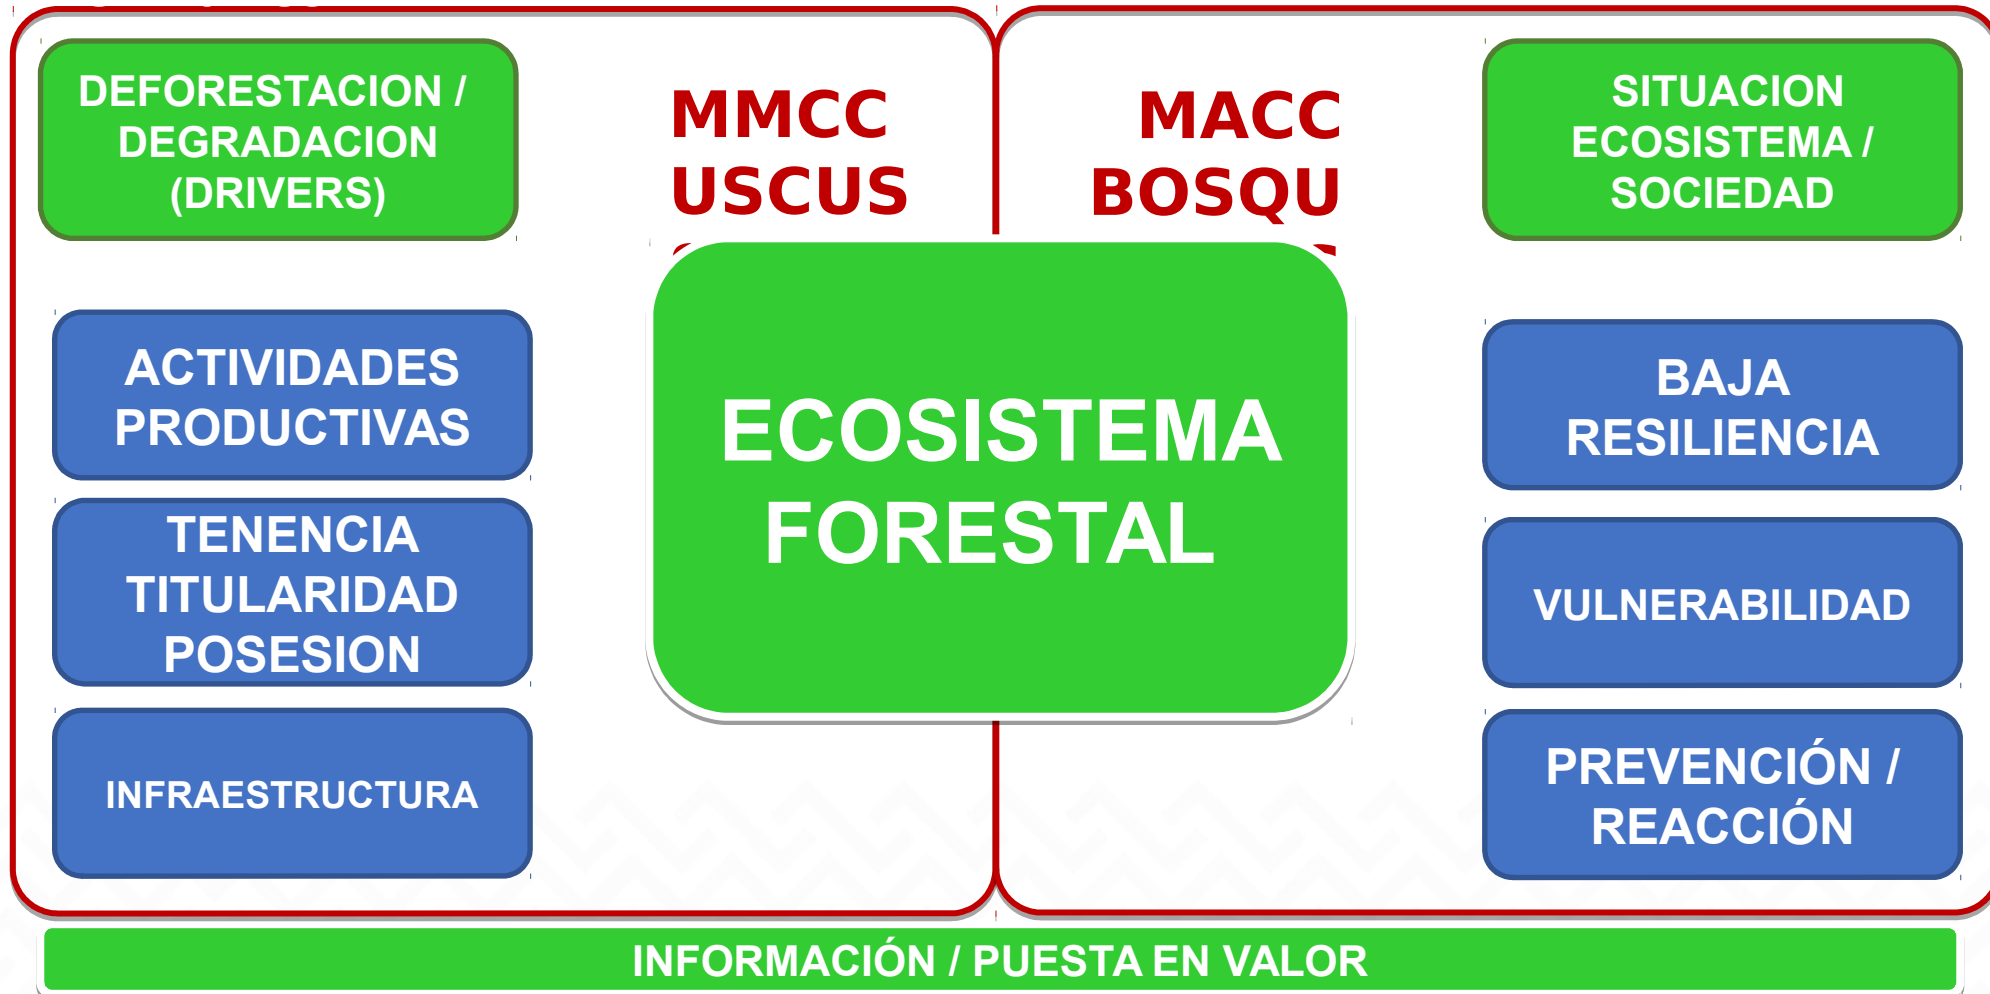 DEFORESTACION /
DEGRADACION
(DRIVERS)
MMCC
USCUS
MACC
BOSQU
SITUACION
ECOSISTEMA /
SOCIEDAD
ACTIVIDADES
PRODUCTIVAS
TENENCIA
TITULARIDAD
POSESION
INFRAESTRUCTURA
ECOSISTEMA
FORESTAL
BAJA
RESILIENCIA
VULNERABILIDAD
PREVENCIÓN /
REACCIÓN
INFORMACIÓN / PUESTA EN VALOR